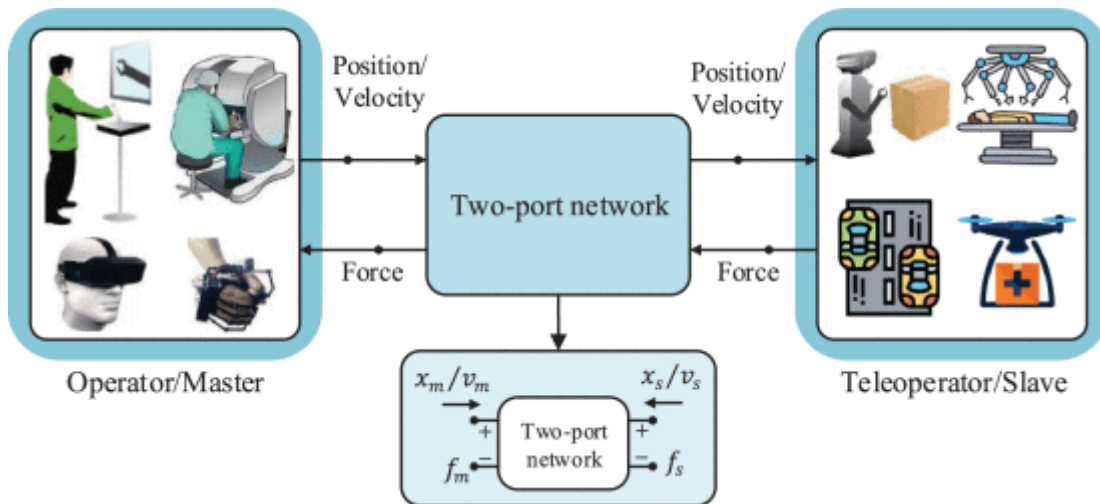 Position/
Velocity
Position/
Velocity
Two-port network
Force
Force
Operator/Master
Teleoperator/Slave
x_m/v_m
x_s/v_s
+
+
Two-port
network
−
−
f_m
f_s